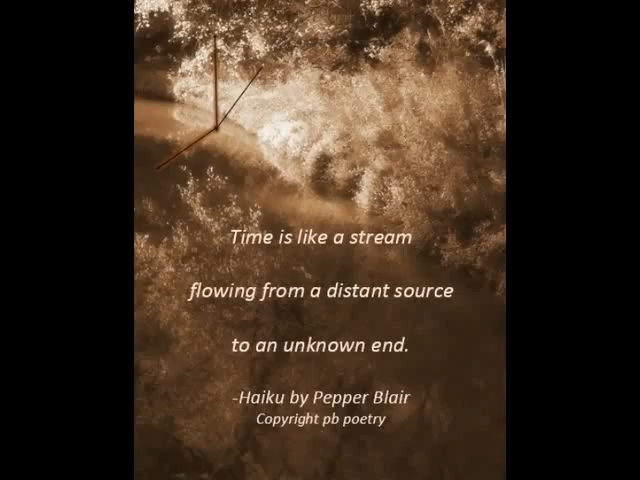 Time is like a stream
flowing from a distant source
to an unknown end.
-Haiku by Pepper Blair
Copyright pb poetry